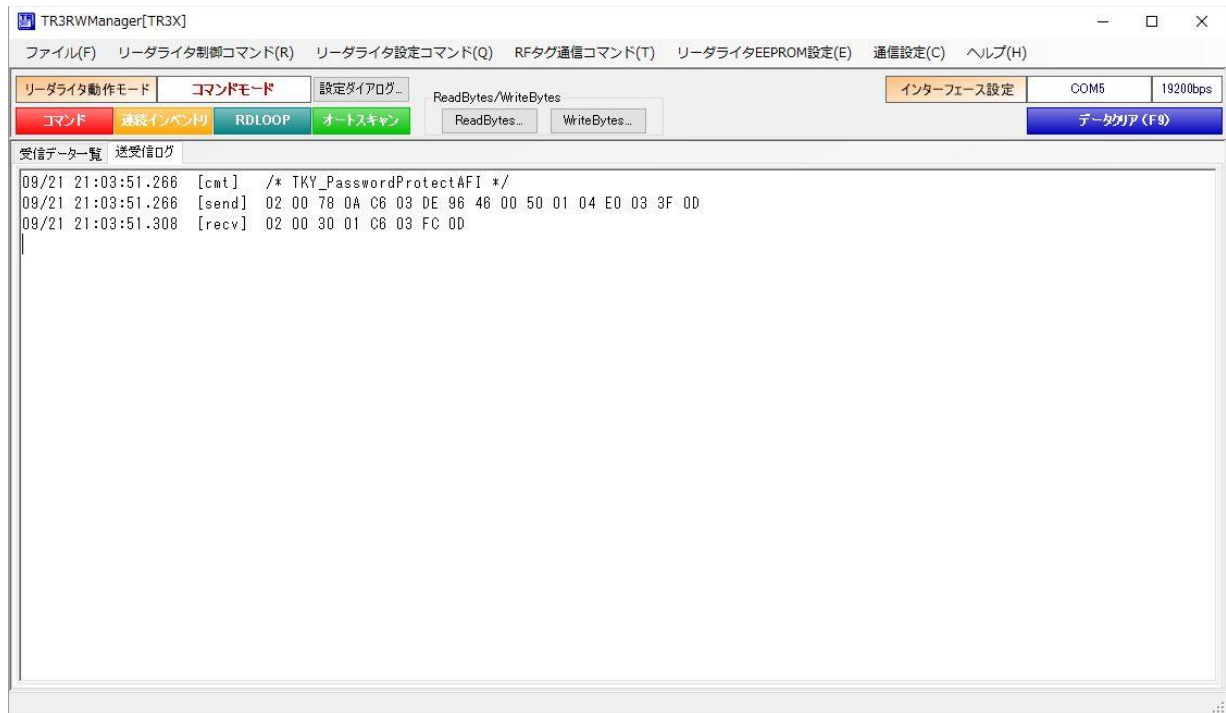 TR3RWManager[TR3X]
ファイル(F) リーダライタ制御コマンド(R) リーダライタ設定コマンド(Q) RFタグ通信コマンド(T) リーダライタEEPROM設定(E) 通信設定(C) ヘルプ(H)
リーダライタ動作モード コマンドモード 設定ダイアログ... ReadBytes/WriteBytes インターフェース設定 COM5 19200bps
コマンド 連続インベントリ RDLOOP オートスキャン ReadBytes... WriteBytes... データクリア(F9)
受信データ一覧 送受信ログ
09/21 21:03:51.266 [cmt] /* TKY_PasswordProtectAFI */
09/21 21:03:51.266 [send] 02 00 78 0A C6 03 DE 96 46 00 50 01 04 E0 03 3F 0D
09/21 21:03:51.308 [recv] 02 00 30 01 C6 03 FC 0D